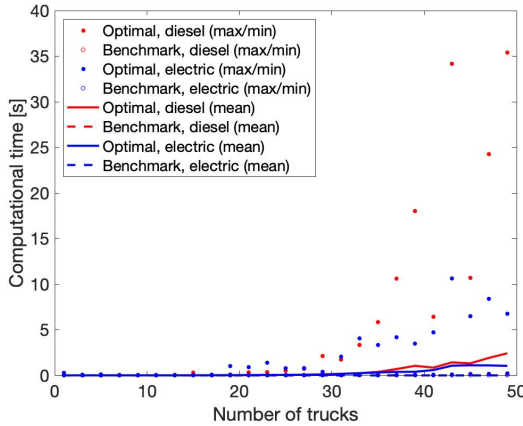 40
35
30
25
20
15
10
5
0
Computational time [s]
Optimal, diesel (max/min)
Benchmark, diesel (max/min)
Optimal, electric (max/min)
Benchmark, electric (max/min)
Optimal, diesel (mean)
Benchmark, diesel (mean)
Optimal, electric (mean)
Benchmark, electric (mean)
0 10 20 30 40 50
Number of trucks